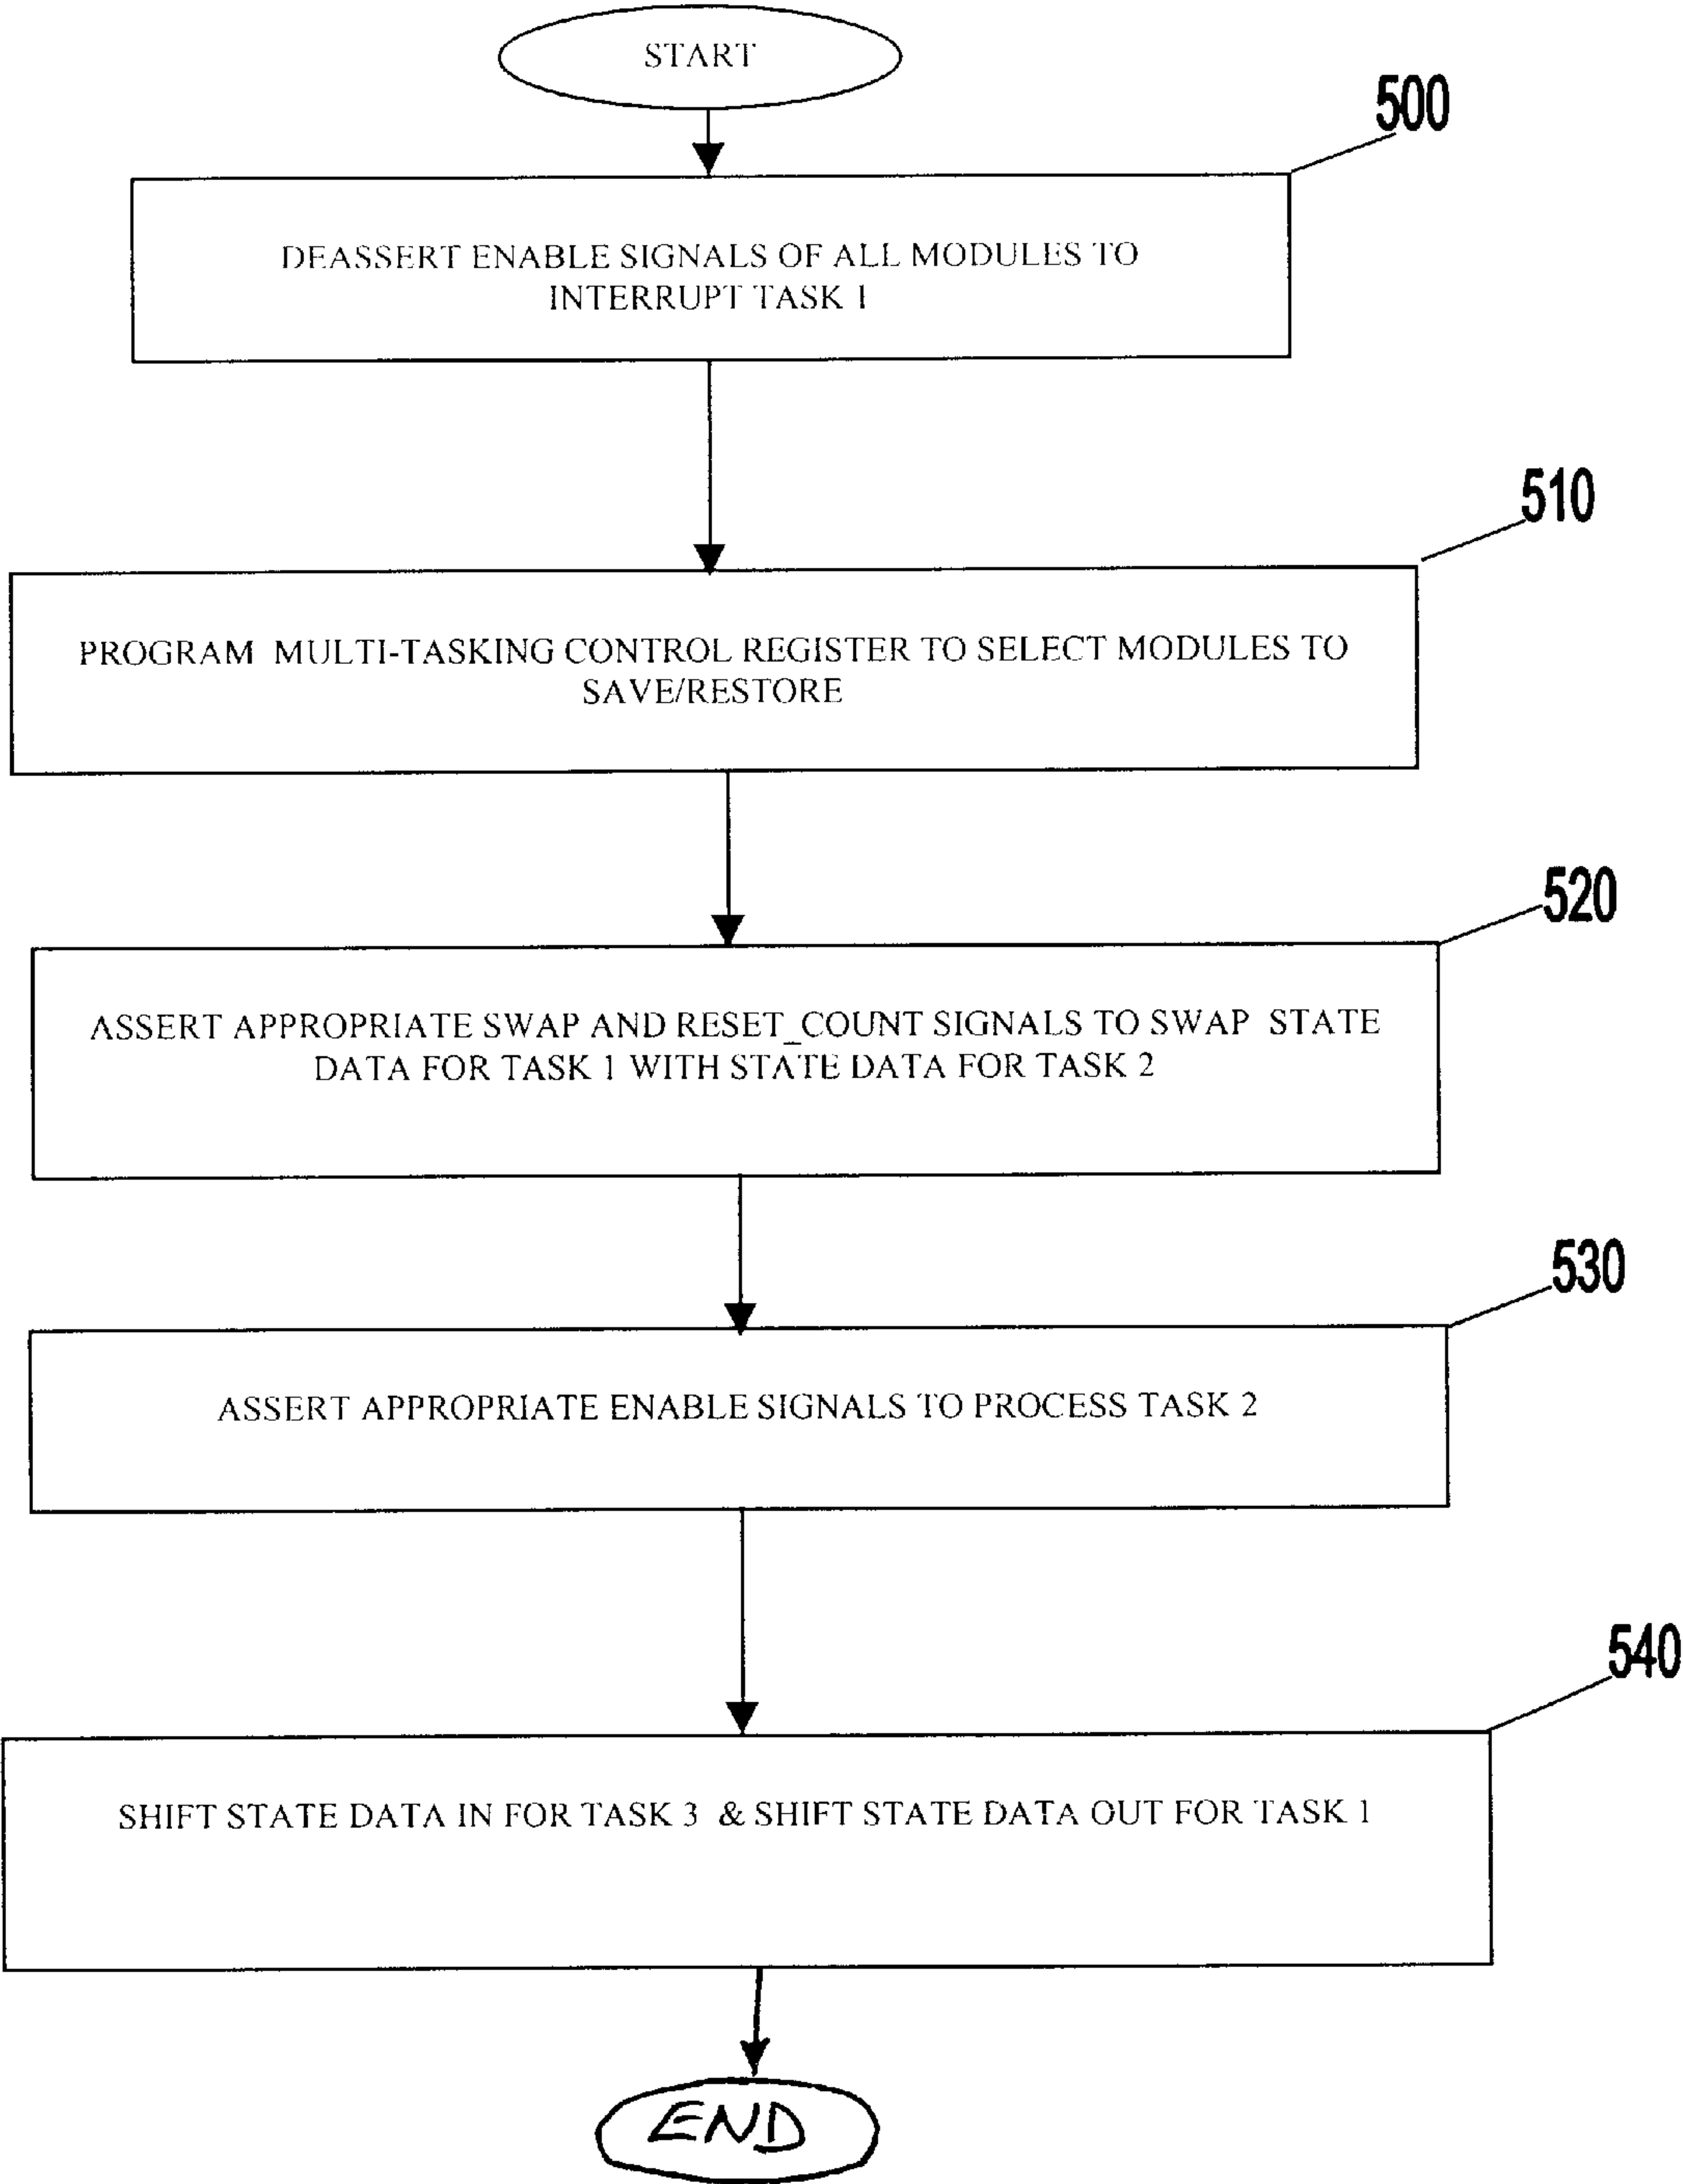 START
500
DEASSERT ENABLE SIGNALS OF ALL MODULES TO
INTERRUPT TASK 1
510
PROGRAM MULTI-TASKING CONTROL REGISTER TO SELECT MODULES TO
SAVE/RESTORE
520
ASSERT APPROPRIATE SWAP AND RESET_COUNT SIGNALS TO SWAP STATE
DATA FOR TASK 1 WITH STATE DATA FOR TASK 2
530
ASSERT APPROPRIATE ENABLE SIGNALS TO PROCESS TASK 2
540
SHIFT STATE DATA IN FOR TASK 3 & SHIFT STATE DATA OUT FOR TASK 1
END